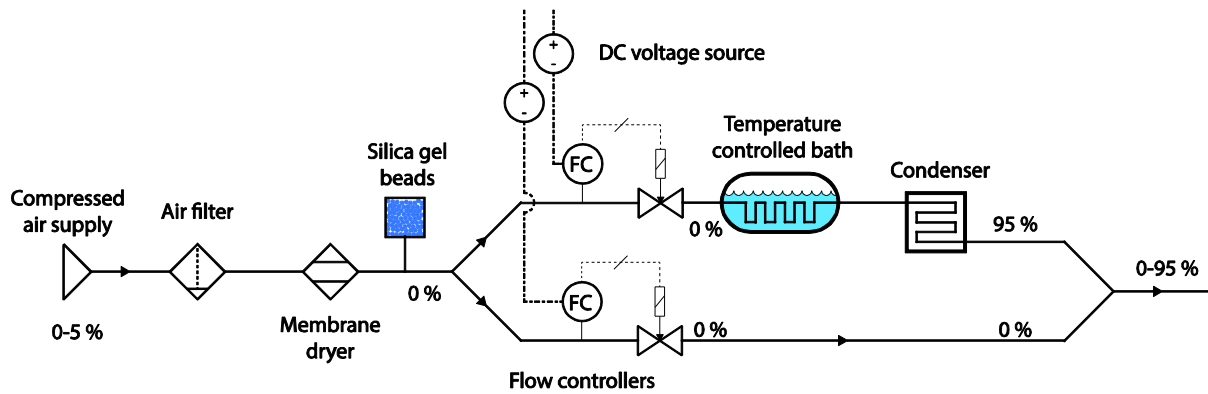 DC voltage source
+
-
+
-
Temperature
controlled bath
Silica gel
beads
FC
Condenser
Compressed
air supply
Air filter
0 %
95 %
0-95 %
0 %
FC
0-5 %
Membrane
dryer
0 %
0 %
Flow controllers